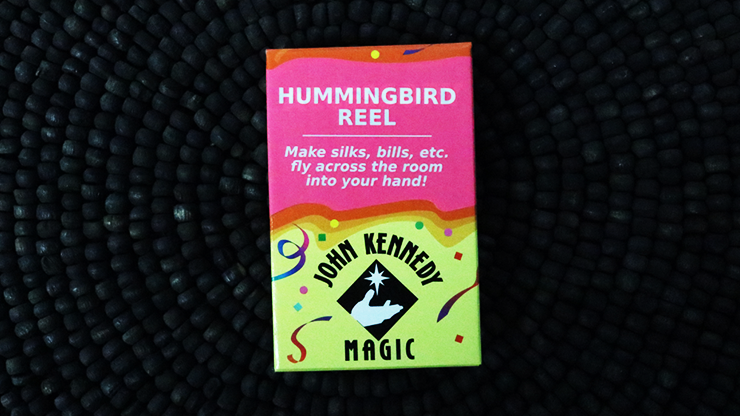 HUMMINGBIRD
REEL
Make silks, bills, etc.
fly across the room
into your hand!
JOHN KENNEDY
MAGIC